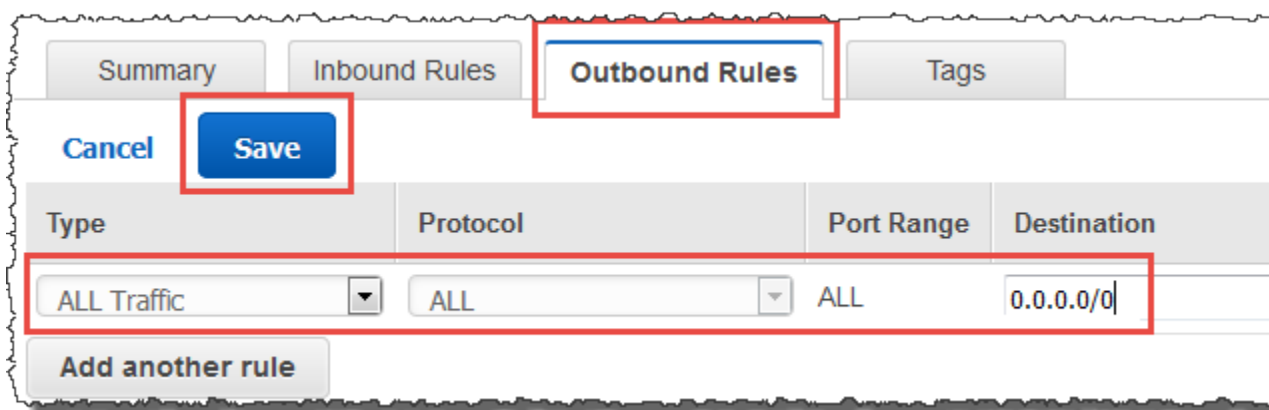 Summary Inbound Rules Outbound Rules Tags
Cancel Save
Type Protocol Port Range Destination
ALL Traffic ALL ALL 0.0.0.0/0
Add another rule